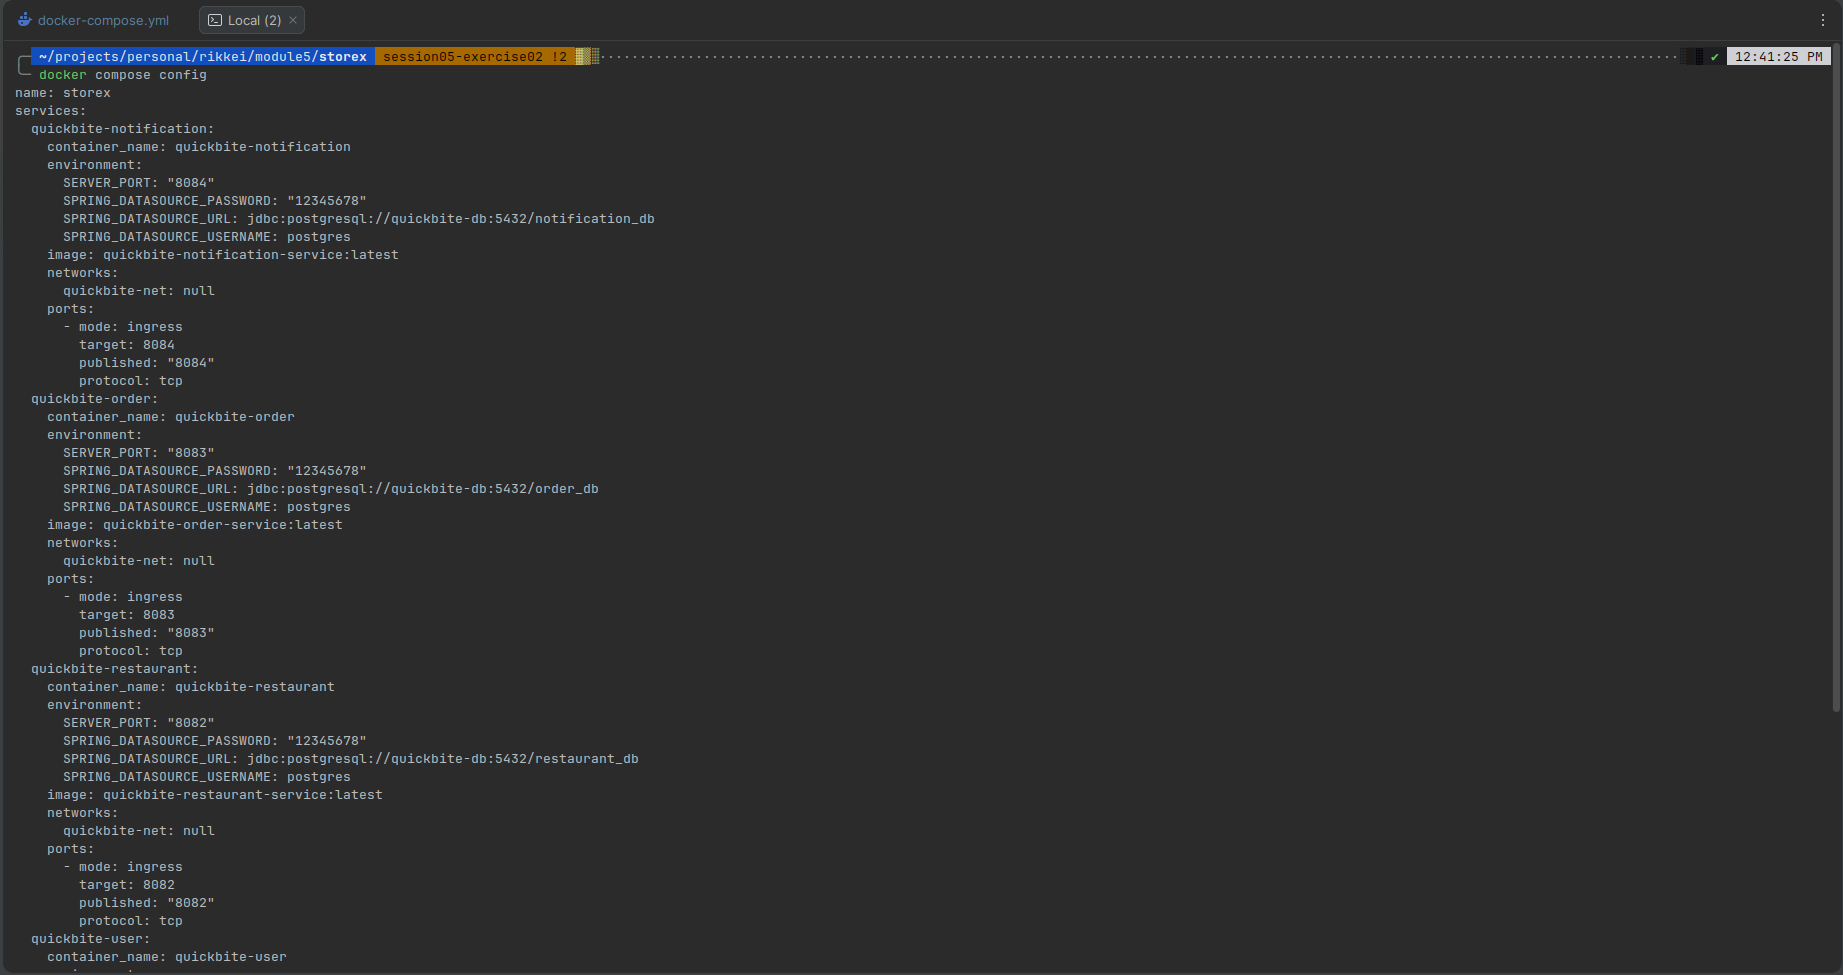 docker-compose.yml
Local (2)
~/projects/personal/rikkei/module5/storex session05-exercise02 !2 ✔ 12:41:25 PM
docker compose config
name: storex
services:
  quickbite-notification:
    container_name: quickbite-notification
    environment:
      SERVER_PORT: "8084"
      SPRING_DATASOURCE_PASSWORD: "12345678"
      SPRING_DATASOURCE_URL: jdbc:postgresql://quickbite-db:5432/notification_db
      SPRING_DATASOURCE_USERNAME: postgres
    image: quickbite-notification-service:latest
    networks:
      quickbite-net: null
    ports:
      - mode: ingress
        target: 8084
        published: "8084"
        protocol: tcp
  quickbite-order:
    container_name: quickbite-order
    environment:
      SERVER_PORT: "8083"
      SPRING_DATASOURCE_PASSWORD: "12345678"
      SPRING_DATASOURCE_URL: jdbc:postgresql://quickbite-db:5432/order_db
      SPRING_DATASOURCE_USERNAME: postgres
    image: quickbite-order-service:latest
    networks:
      quickbite-net: null
    ports:
      - mode: ingress
        target: 8083
        published: "8083"
        protocol: tcp
  quickbite-restaurant:
    container_name: quickbite-restaurant
    environment:
      SERVER_PORT: "8082"
      SPRING_DATASOURCE_PASSWORD: "12345678"
      SPRING_DATASOURCE_URL: jdbc:postgresql://quickbite-db:5432/restaurant_db
      SPRING_DATASOURCE_USERNAME: postgres
    image: quickbite-restaurant-service:latest
    networks:
      quickbite-net: null
    ports:
      - mode: ingress
        target: 8082
        published: "8082"
        protocol: tcp
  quickbite-user:
    container_name: quickbite-user